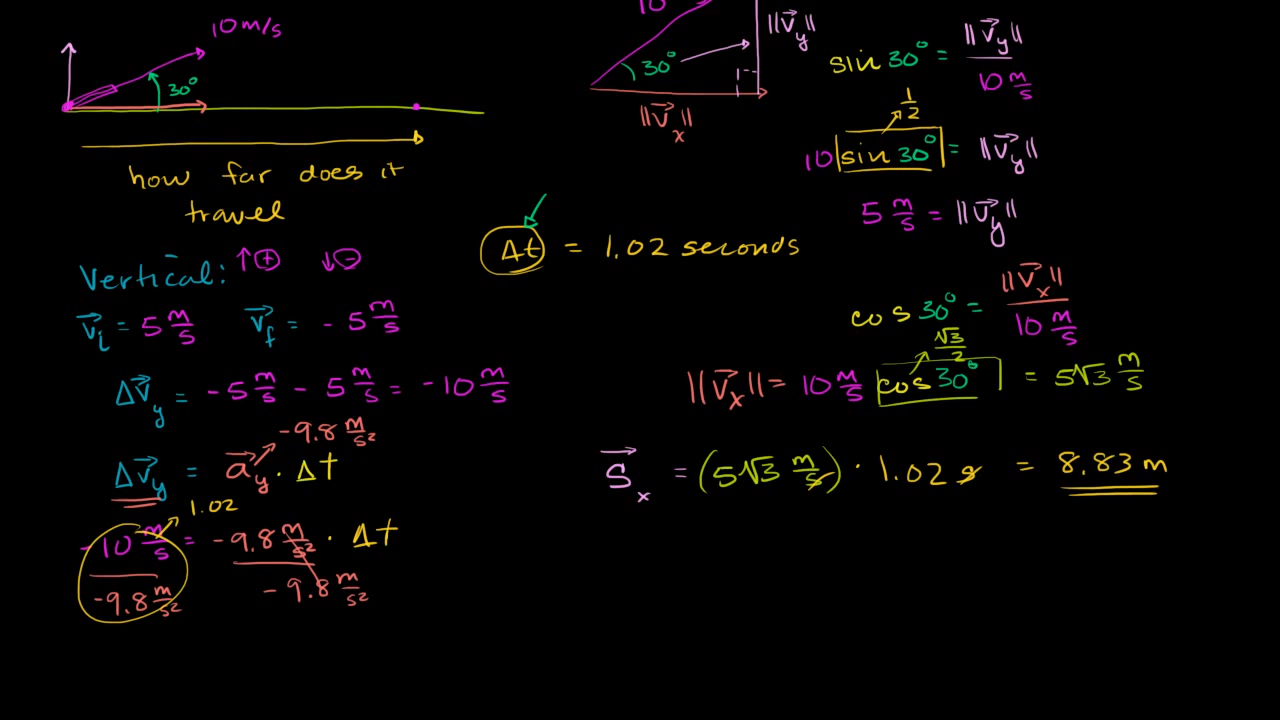 10 m/s
30°
how far does it
travel
10
30°
||v⃗y||
||v⃗x||
sin 30° = ||v⃗y|| / 10 m/s
1/2
10 sin 30° = ||v⃗y||
5 m/s = ||v⃗y||
Δt = 1.02 seconds
Vertical: ↑⊕ ↓⊖
v⃗i = 5 m/s v⃗f = -5 m/s
Δv⃗y = -5 m/s - 5 m/s = -10 m/s
-9.8 m/s²
Δv⃗y = a⃗y · Δt
1.02
-10 m/s = -9.8 m/s² · Δt
-9.8 m/s² -9.8 m/s²
cos 30° = ||v⃗x|| / 10 m/s
√3/2
||v⃗x|| = 10 m/s cos 30° = 5√3 m/s
S⃗x = (5√3 m/s) · 1.02 s = 8.83 m